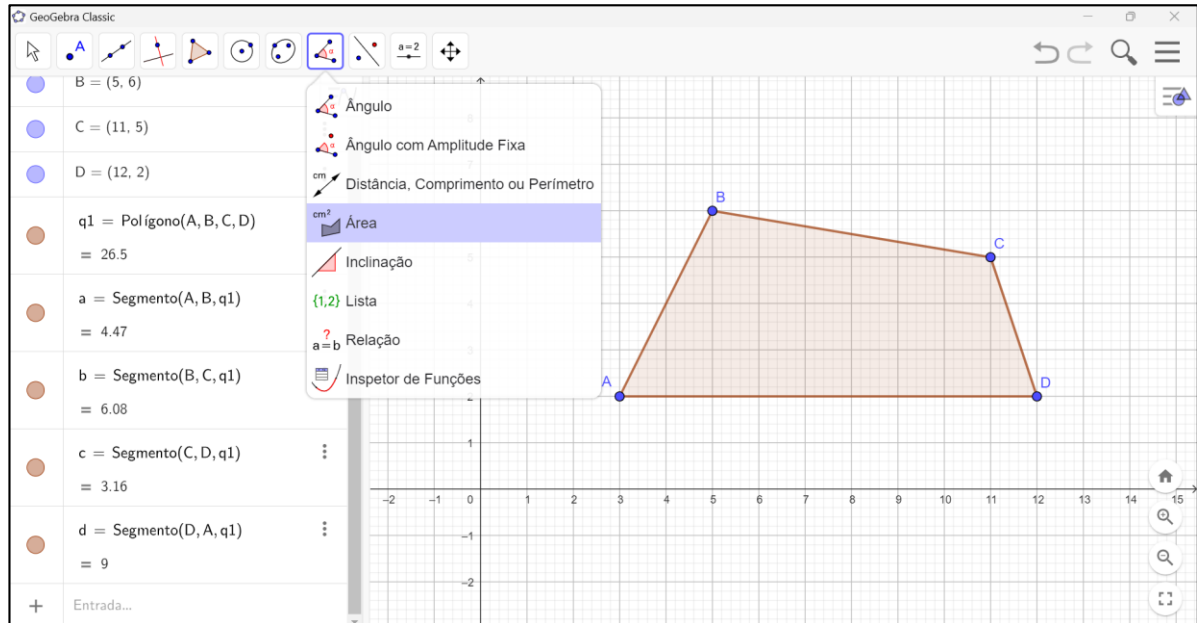 GeoGebra Classic
A
α
a=2
B = (5, 6)
C = (11, 5)
D = (12, 2)
q1 = Polígono(A, B, C, D)
= 26.5
a = Segmento(A, B, q1)
= 4.47
b = Segmento(B, C, q1)
= 6.08
c = Segmento(C, D, q1)
= 3.16
d = Segmento(D, A, q1)
= 9
+ Entrada...
α Ângulo
α Ângulo com Amplitude Fixa
cm Distância, Comprimento ou Perímetro
cm² Área
Inclinação
{1,2} Lista
a=b ? Relação
Inspetor de Funções
B
C
A
D
1
−2 −1 0 1 2 3 4 5 6 7 8 9 10 11 12 13 14 15
−1
−2